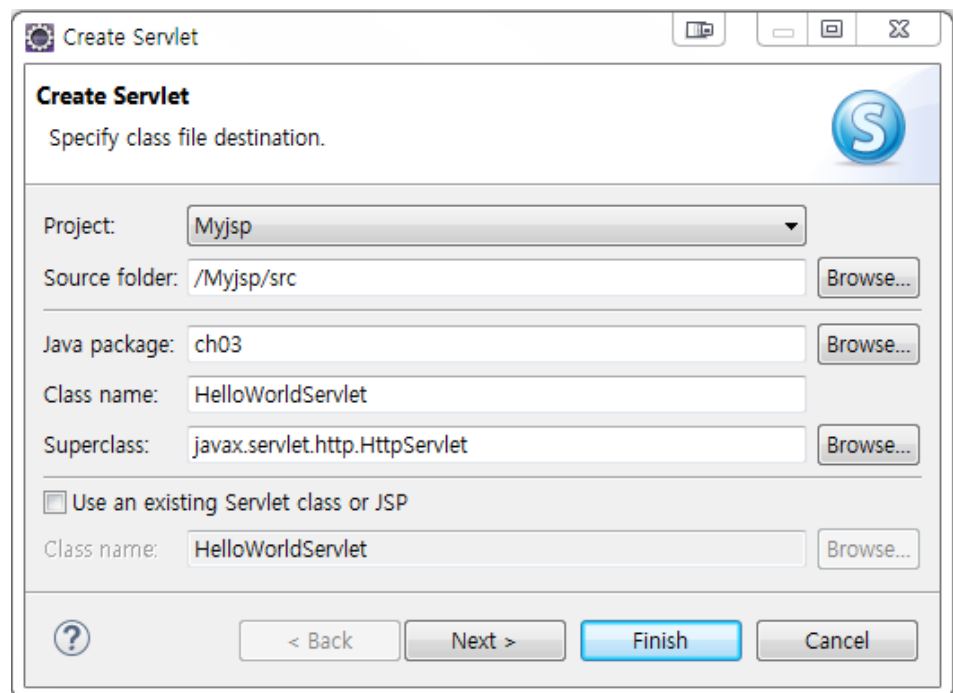 Create Servlet
Create Servlet
Specify class file destination.
S
Project: Myjsp
Source folder: /Myjsp/src Browse...
Java package: ch03 Browse...
Class name: HelloWorldServlet
Superclass: javax.servlet.http.HttpServlet Browse...
Use an existing Servlet class or JSP
Class name: HelloWorldServlet Browse...
? < Back Next > Finish Cancel